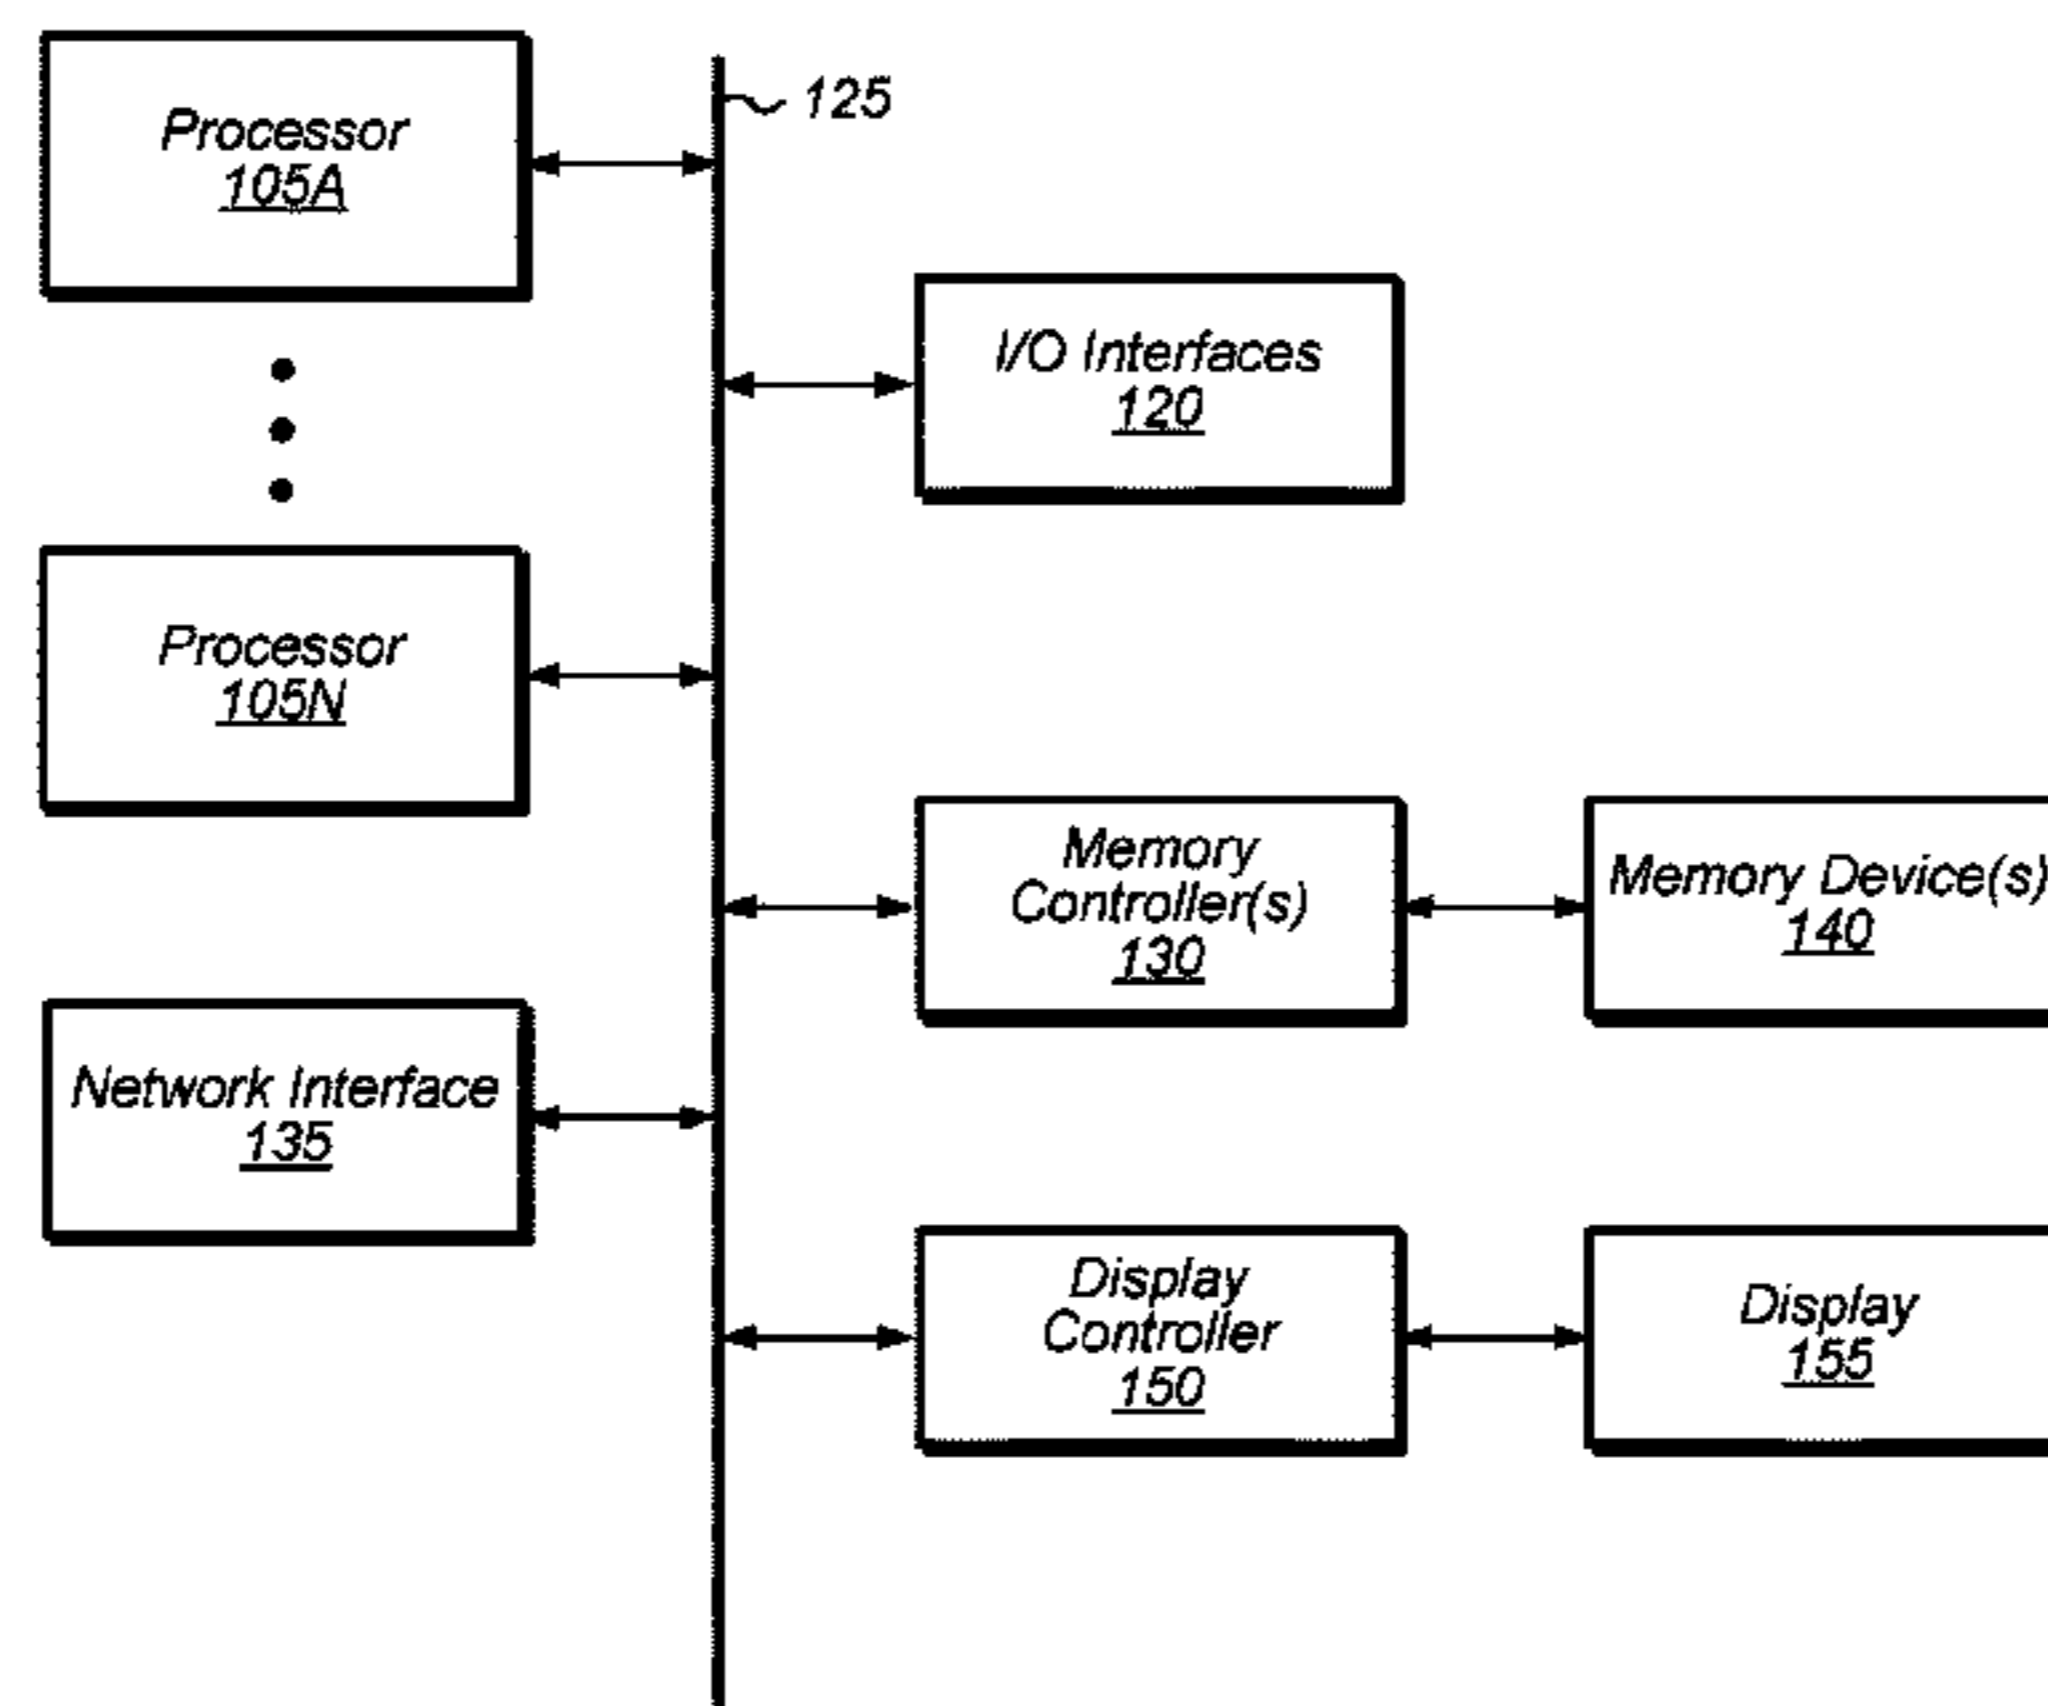 Processor
105A
125
I/O Interfaces
120
Processor
105N
Memory
Controller(s)
130
Memory Device(s)
140
Network Interface
135
Display
Controller
150
Display
155